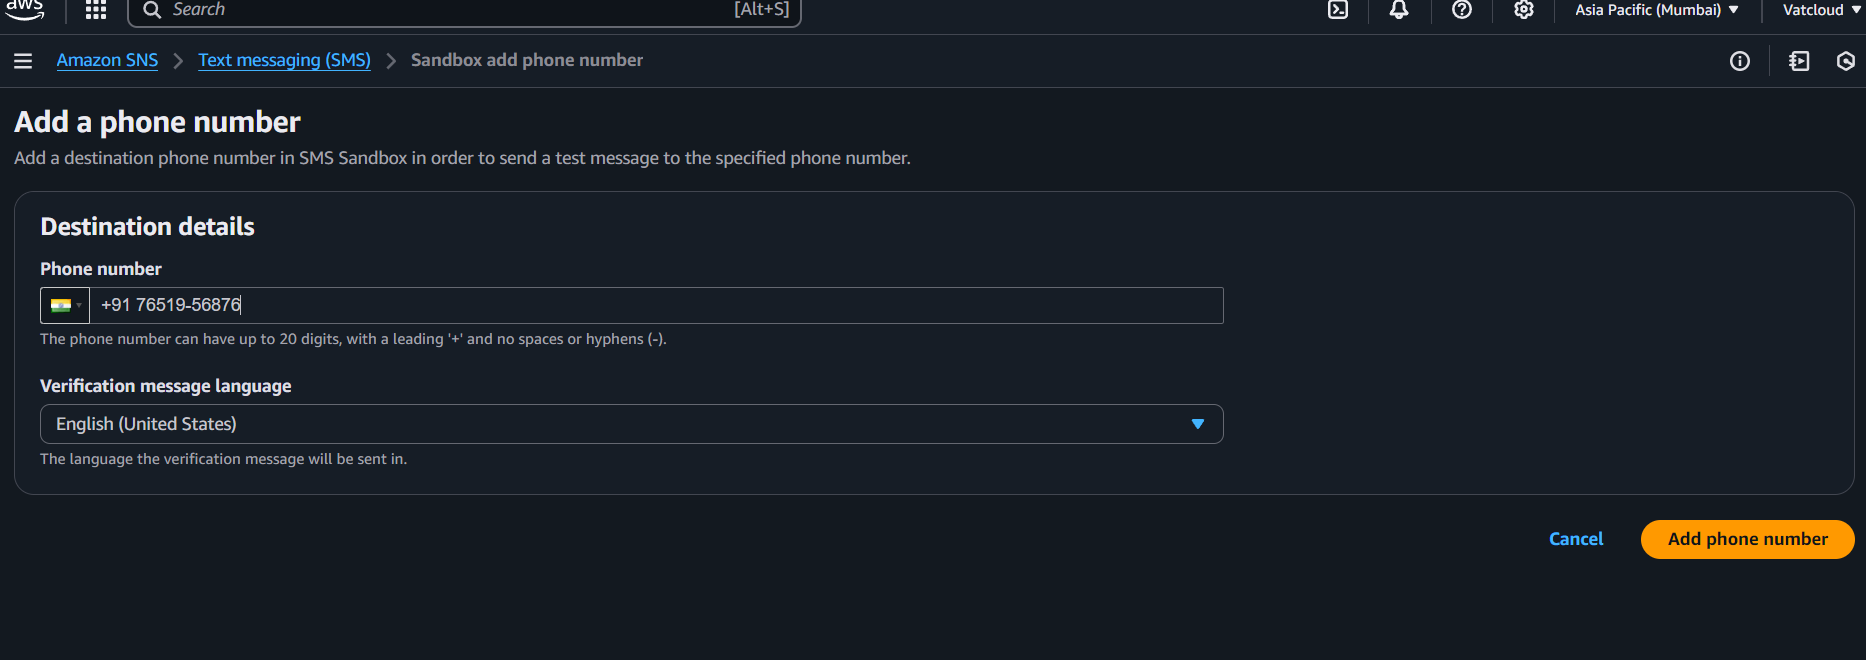 aws
Search [Alt+S]
Asia Pacific (Mumbai)
Vatcloud
Amazon SNS
Text messaging (SMS)
Sandbox add phone number
Add a phone number
Add a destination phone number in SMS Sandbox in order to send a test message to the specified phone number.
Destination details
Phone number
+91 76519-56876
The phone number can have up to 20 digits, with a leading '+' and no spaces or hyphens (-).
Verification message language
English (United States)
The language the verification message will be sent in.
Cancel
Add phone number